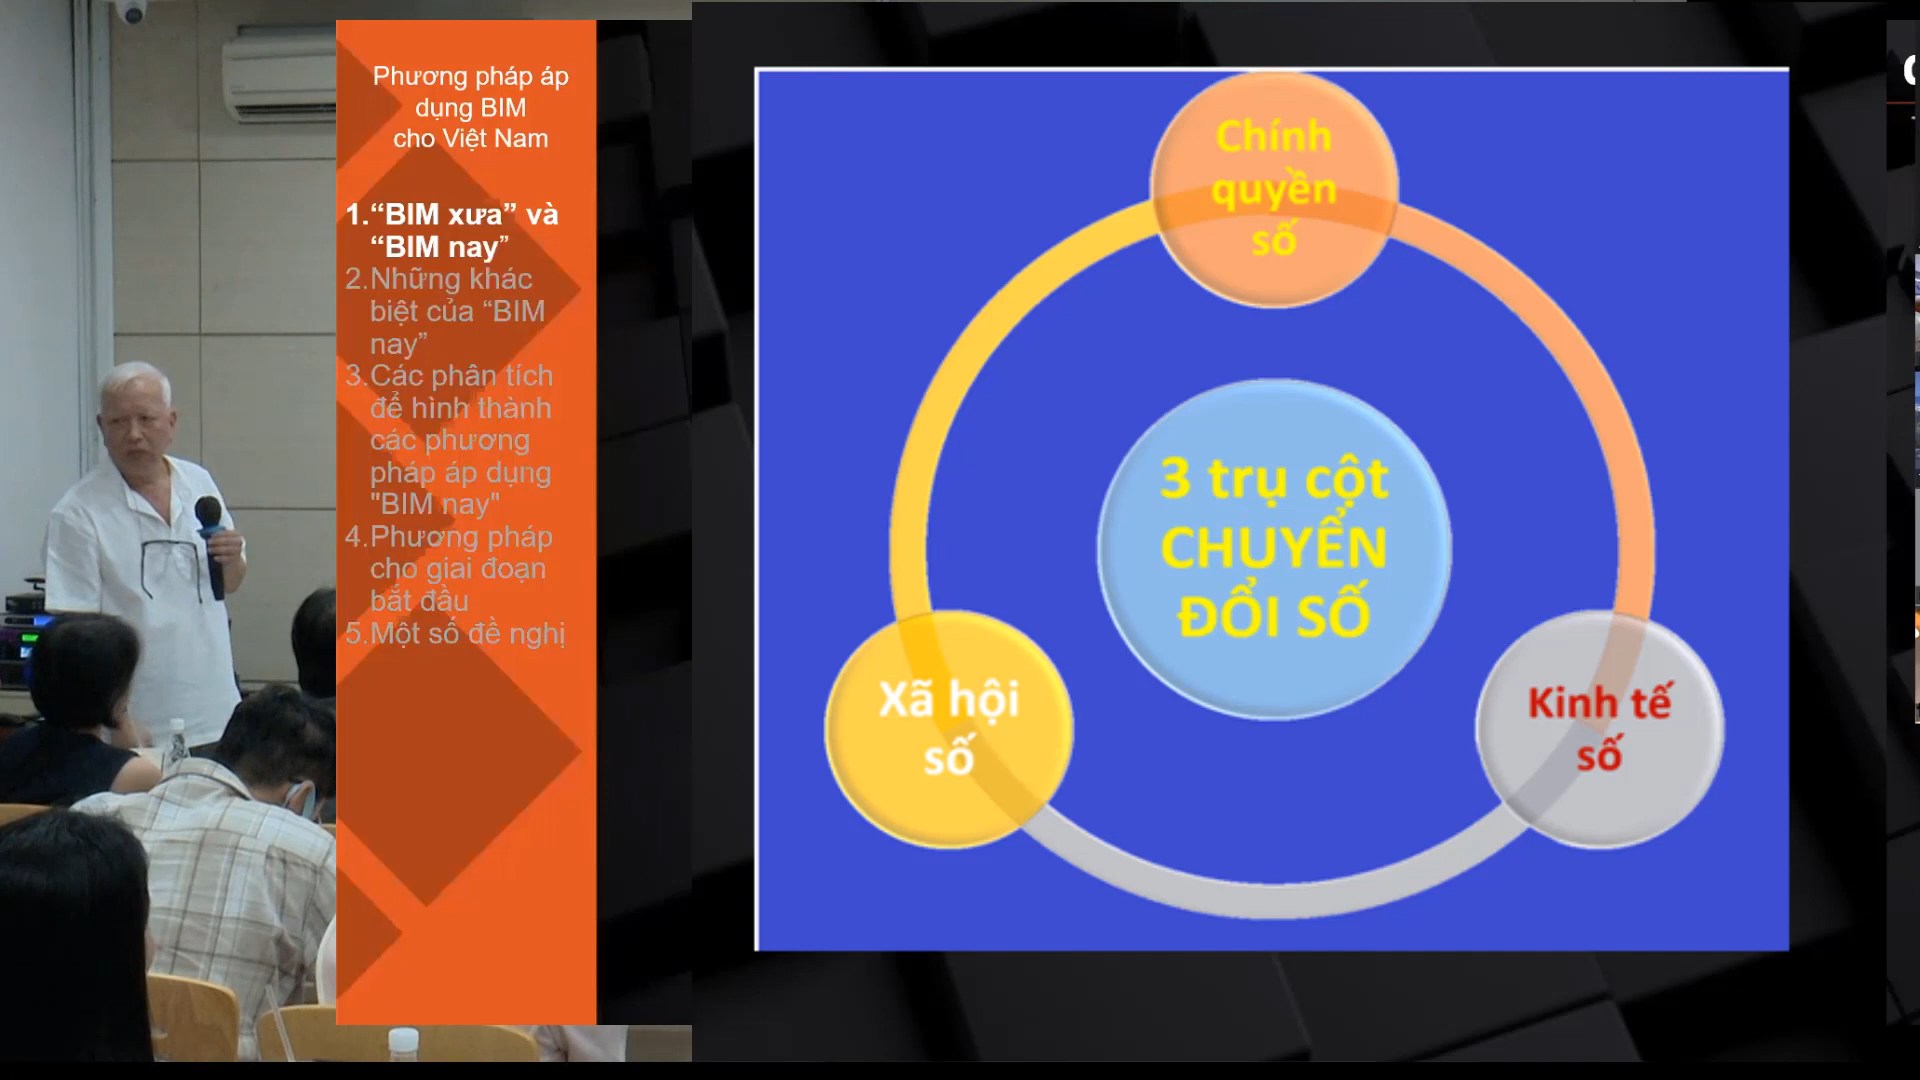 Phương pháp áp
dụng BIM
cho Việt Nam
1.“BIM xưa” và
“BIM nay”
2.Những khác
biệt của “BIM
nay”
3.Các phân tích
để hình thành
các phương
pháp áp dụng
"BIM nay"
4.Phương pháp
cho giai đoạn
bắt đầu
5.Một số đề nghị
Chính
quyền
số
3 trụ cột
CHUYỂN
ĐỔI SỐ
Xã hội
số
Kinh tế
số